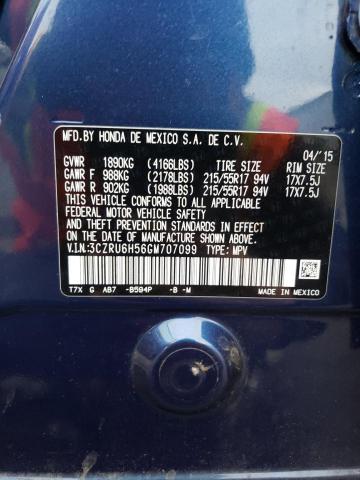 MFD.BY HONDA DE MEXICO S.A. DE C.V.
04/'15
GVWR 1890KG (4166LBS) TIRE SIZE RIM SIZE
GAWR F 988KG (2178LBS) 215/55R17 94V 17X7.5J
GAWR R 902KG (1988LBS) 215/55R17 94V 17X7.5J
THIS VEHICLE CONFORMS TO ALL APPLICABLE
FEDERAL MOTOR VEHICLE SAFETY, BUMPER, AND
THEFT PREVENTION STANDARDS IN EFFECT ON THE
DATE OF MANUFACTURE SHOWN ABOVE.
V.I.N:3CZRU6H56GM707099 TYPE: MPV
T7X G AB7 -B594P -B -M MADE IN MEXICO